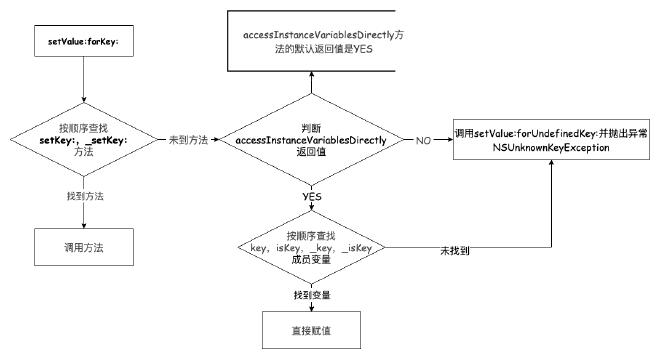 setValue:forKey:
accessInstanceVariablesDirectly方
法的默认返回值是YES
按顺序查找
setKey:, _setKey:
方法
未到方法
判断
accessInstanceVariablesDirectly
返回值
NO
调用setValue:forUndefinedKey:并抛出异常
NSUnknownKeyException
找到方法
YES
调用方法
按顺序查找
key, isKey, _key, _isKey
成员变量
未找到
找到变量
直接赋值